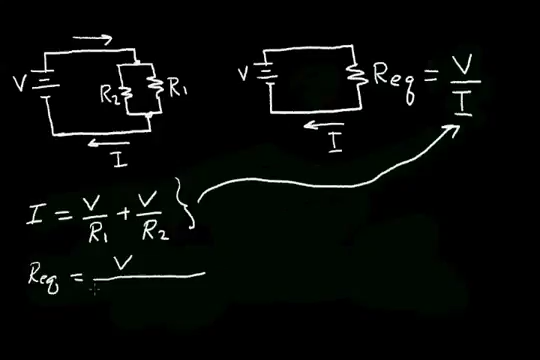 V R₂ R₁ I
V Req = V/I
I
I = V/R₁ + V/R₂ }
Req = V/